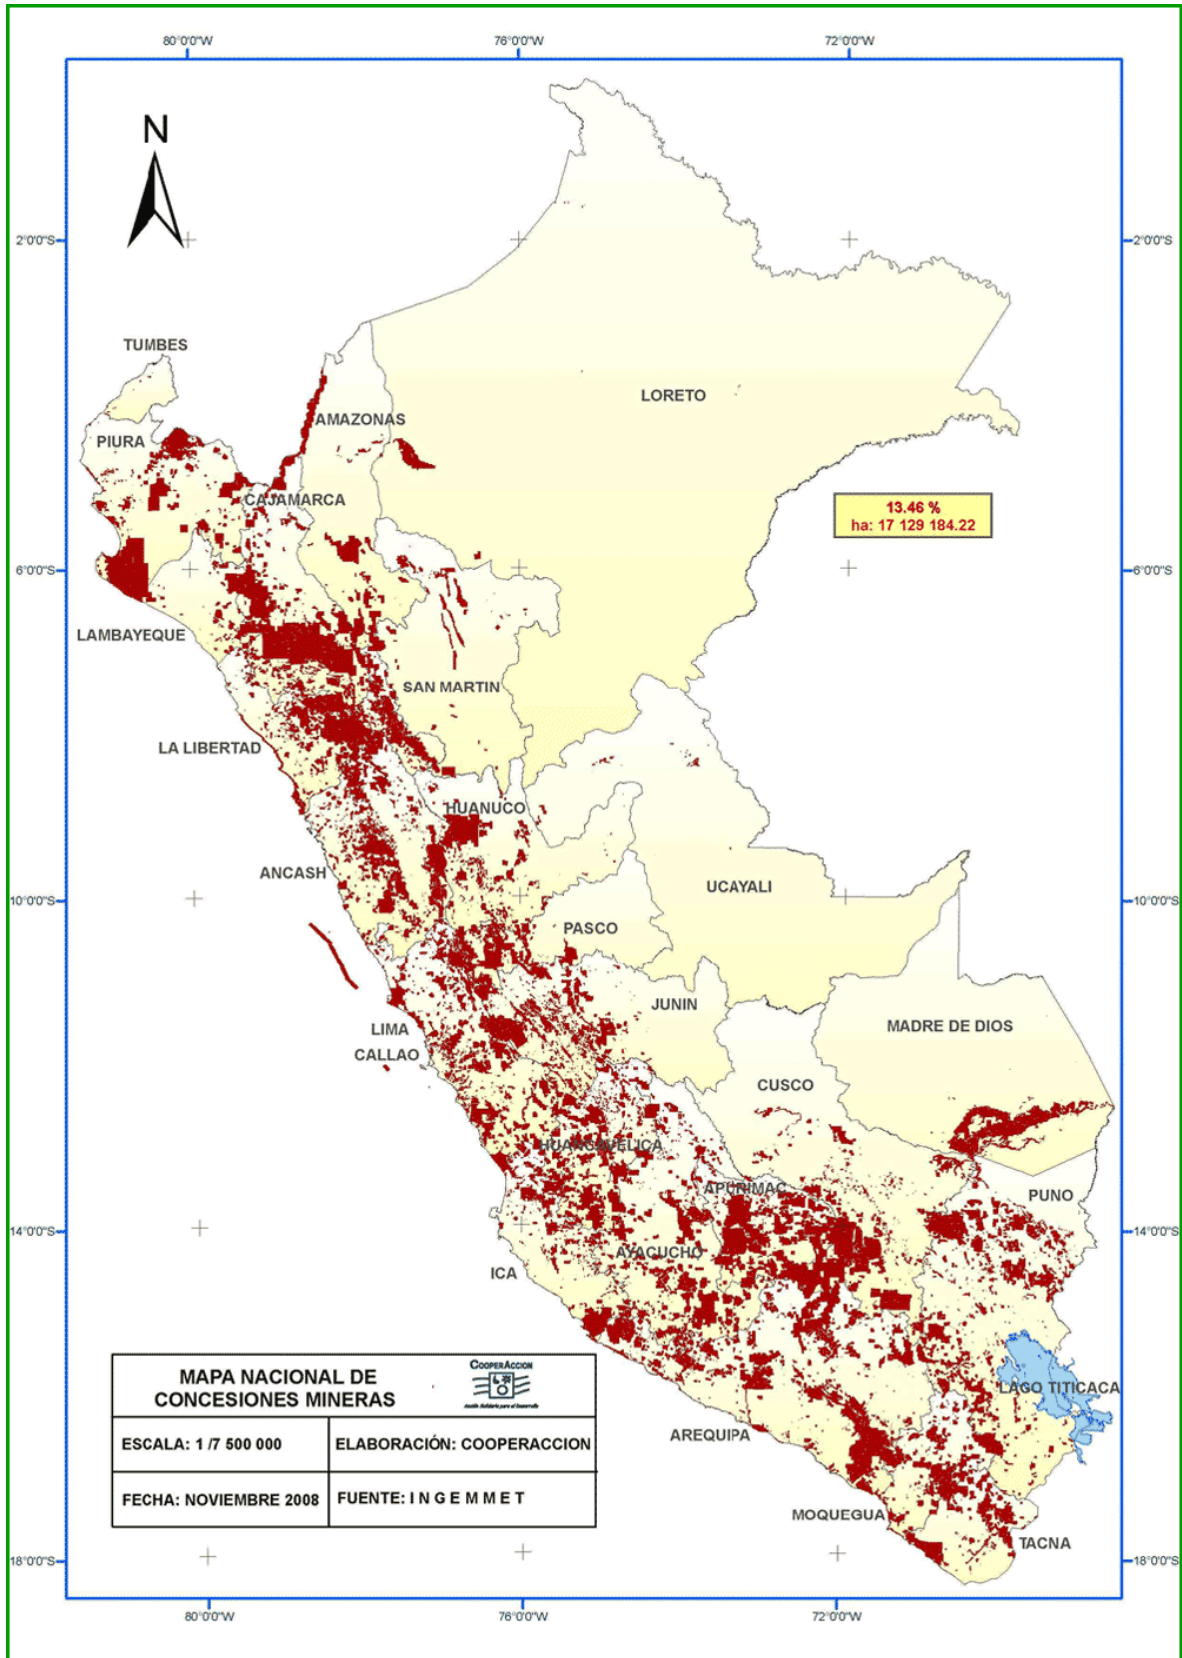 80°0'0"W 76°0'0"W 72°0'0"W
N
2°0'0"S 2°0'0"S
TUMBES
LORETO
AMAZONAS
PIURA
CAJAMARCA
13.46 %
ha: 17 129 184.22
6°0'0"S 6°0'0"S
LAMBAYEQUE
SAN MARTIN
LA LIBERTAD
HUANUCO
ANCASH
UCAYALI
10°0'0"S 10°0'0"S
PASCO
JUNIN
MADRE DE DIOS
LIMA
CALLAO
CUSCO
HUANCAVELICA
APURIMAC
PUNO
14°0'0"S 14°0'0"S
AYACUCHO
ICA
LAGO TITICACA
AREQUIPA
MOQUEGUA
TACNA
MAPA NACIONAL DE
CONCESIONES MINERAS
COOPERACCION
Acción Solidaria para el Desarrollo
ESCALA: 1 /7 500 000
ELABORACIÓN: COOPERACCION
FECHA: NOVIEMBRE 2008
FUENTE: I N G E M M E T
18°0'0"S 18°0'0"S
80°0'0"W 76°0'0"W 72°0'0"W